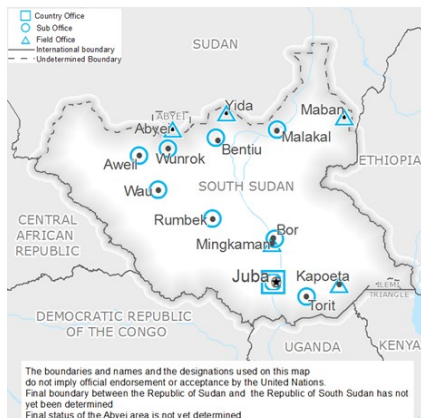 Country Office
Sub Office
Field Office
International boundary
Undetermined Boundary
SUDAN
ABYEI
Abyei
Yida
Maban
Aweil
Wunrok
Bentiu
Malakal
ETHIOPIA
Wau
SOUTH SUDAN
CENTRAL
AFRICAN
REPUBLIC
Rumbek
Bor
Mingkaman
Juba
Kapoeta
Torit
ILEMI
TRIANGLE
DEMOCRATIC REPUBLIC
OF THE CONGO
UGANDA
KENYA
The boundaries and names and the designations used on this map
do not imply official endorsement or acceptance by the United Nations.
Final boundary between the Republic of Sudan and the Republic of South Sudan has not
yet been determined
Final status of the Abyei area is not yet determined